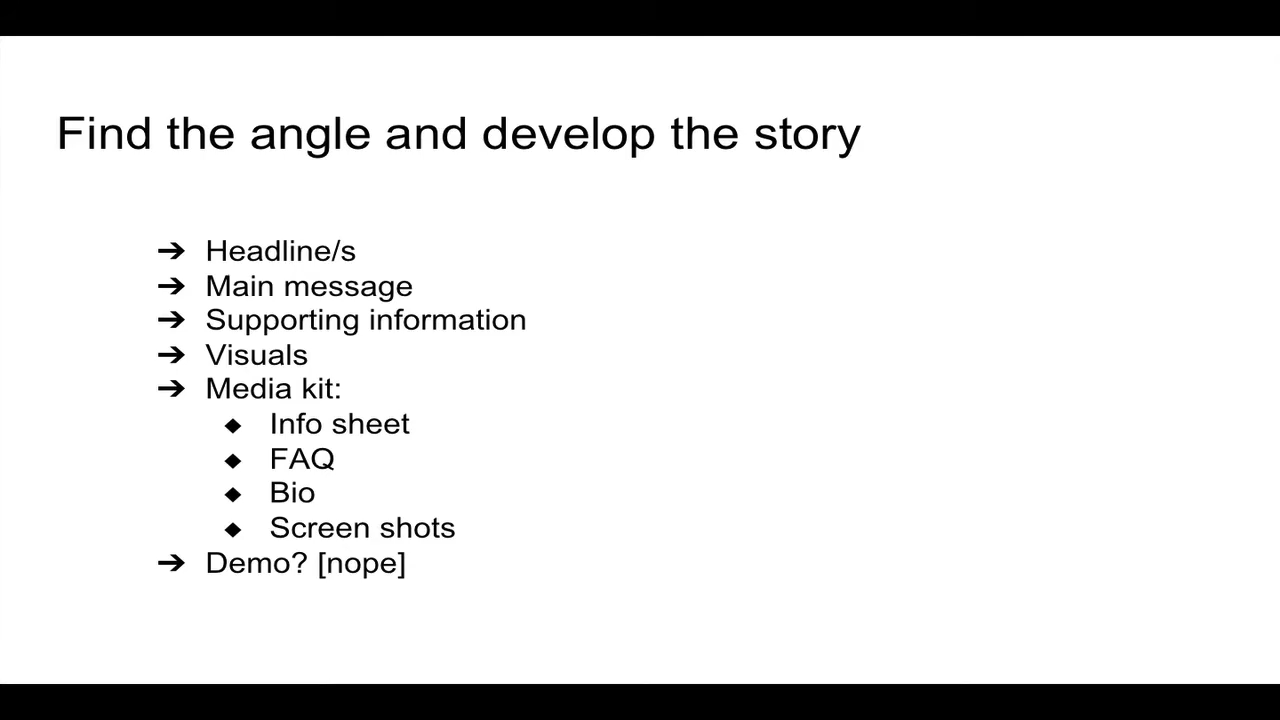 Find the angle and develop the story
➔ Headline/s
➔ Main message
➔ Supporting information
➔ Visuals
➔ Media kit:
◆ Info sheet
◆ FAQ
◆ Bio
◆ Screen shots
➔ Demo? [nope]